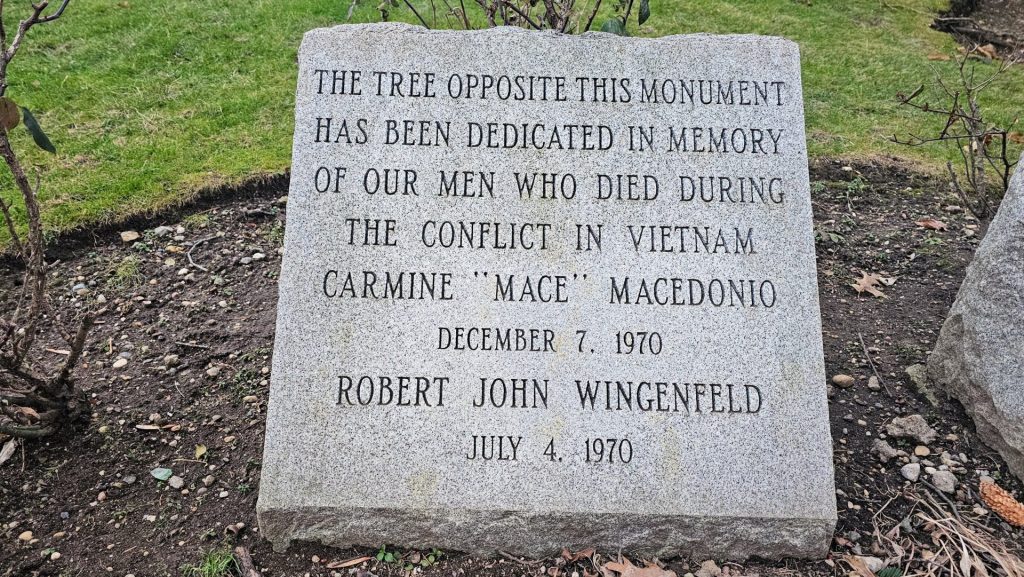 THE TREE OPPOSITE THIS MONUMENT
HAS BEEN DEDICATED IN MEMORY
OF OUR MEN WHO DIED DURING
THE CONFLICT IN VIETNAM
CARMINE "MACE" MACEDONIO
DECEMBER 7, 1970
ROBERT JOHN WINGENFELD
JULY 4, 1970